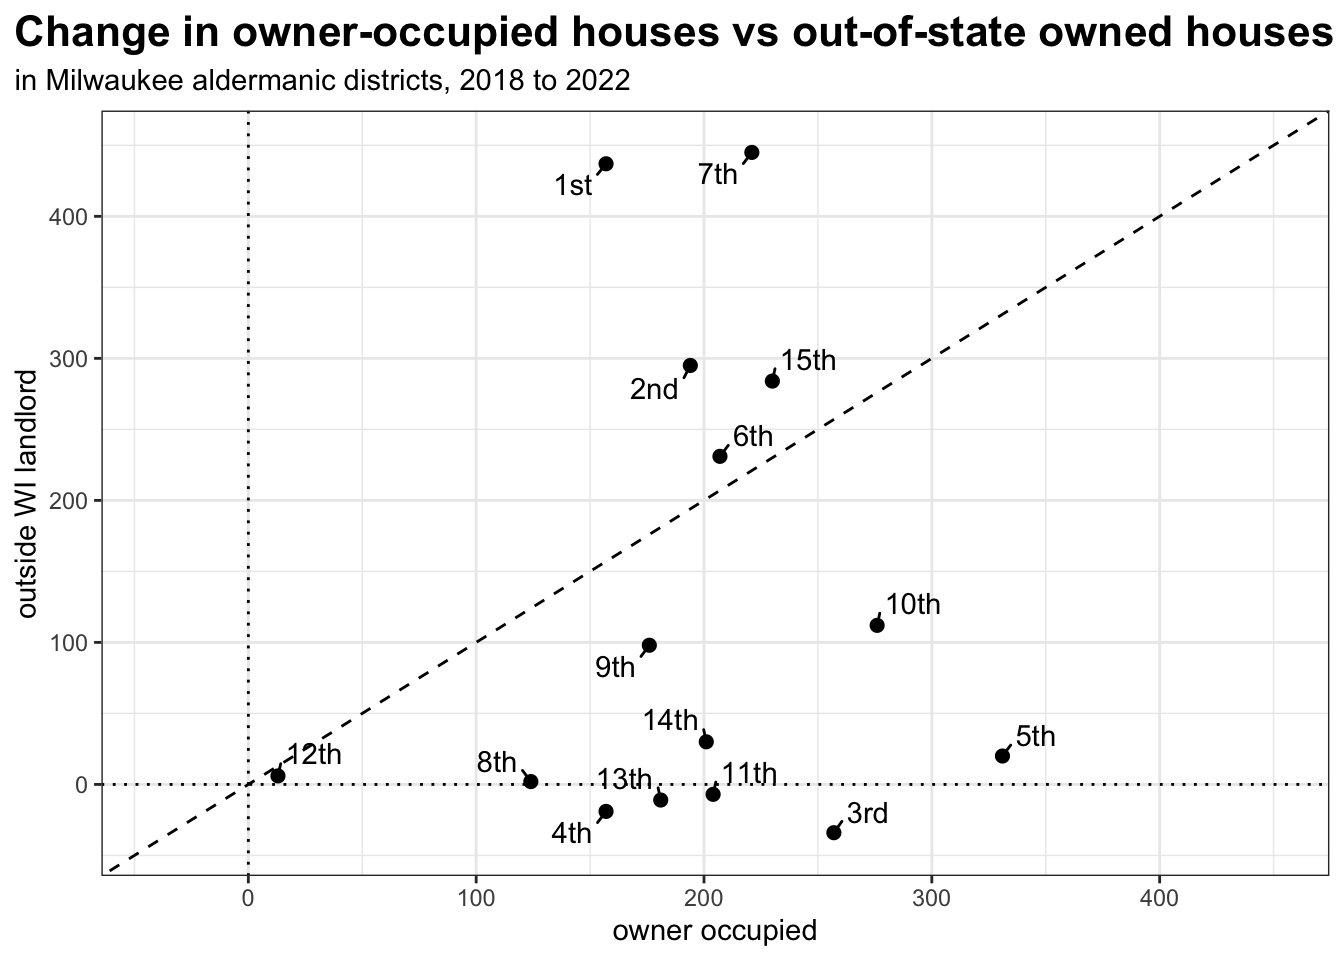 Change in owner-occupied houses vs out-of-state owned houses
in Milwaukee aldermanic districts, 2018 to 2022
1st
7th
400
15th
300
2nd
6th
outside WI landlord
200
10th
100
9th
14th
5th
12th
8th
13th
11th
0
4th
3rd
0 100 200 300 400
owner occupied